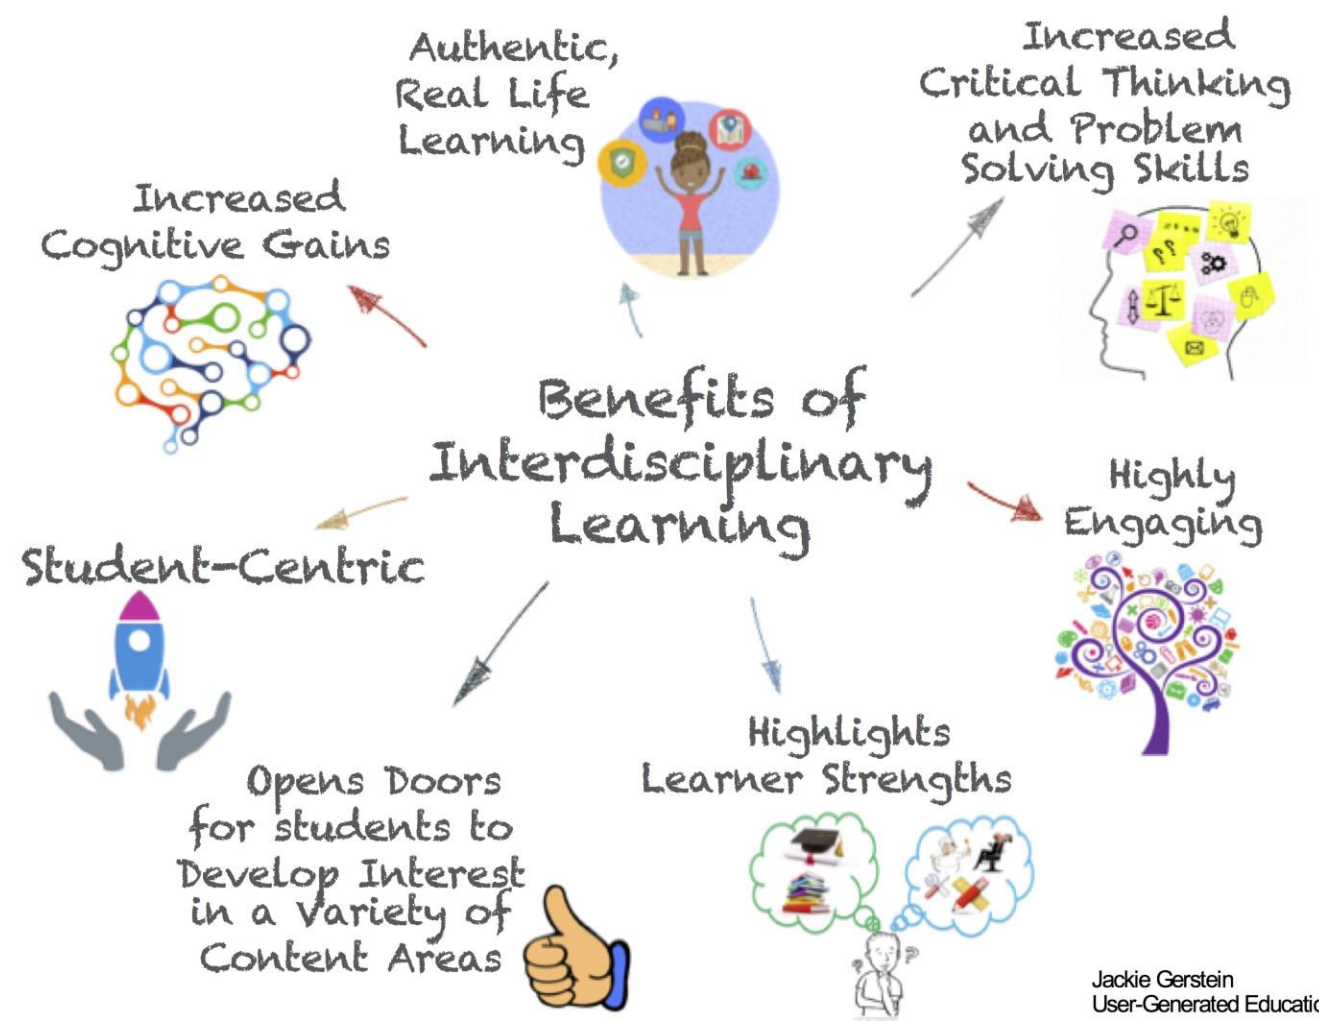 Authentic,
Real Life
Learning
Increased
Critical Thinking
and Problem
Solving Skills
Increased
Cognitive Gains
Benefits of
Interdisciplinary
Learning
Highly
Engaging
Student-Centric
Highlights
Learner Strengths
Opens Doors
for students to
Develop Interest
in a Variety of
Content Areas
Jackie Gerstein
User-Generated